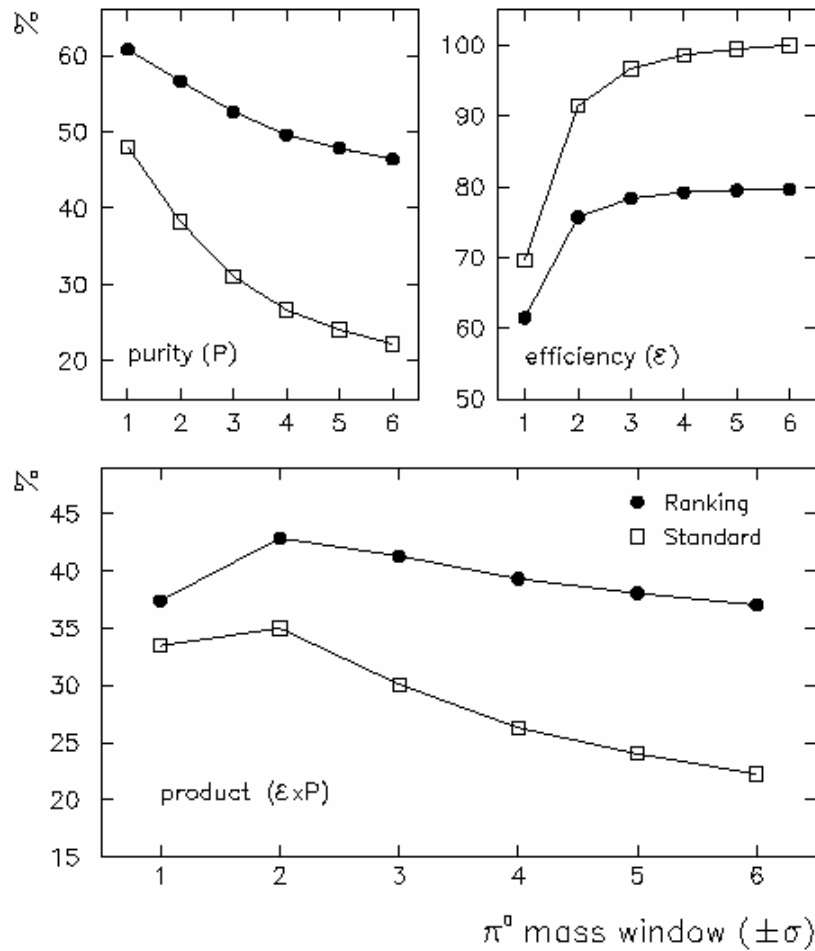 %
60
50
40
30
20
purity (P)
1 2 3 4 5 6
100
90
80
70
60
50
efficiency (ε)
1 2 3 4 5 6
%
45
40
35
30
25
20
15
Ranking
Standard
product (ε×P)
1 2 3 4 5 6
π⁰ mass window (±σ)